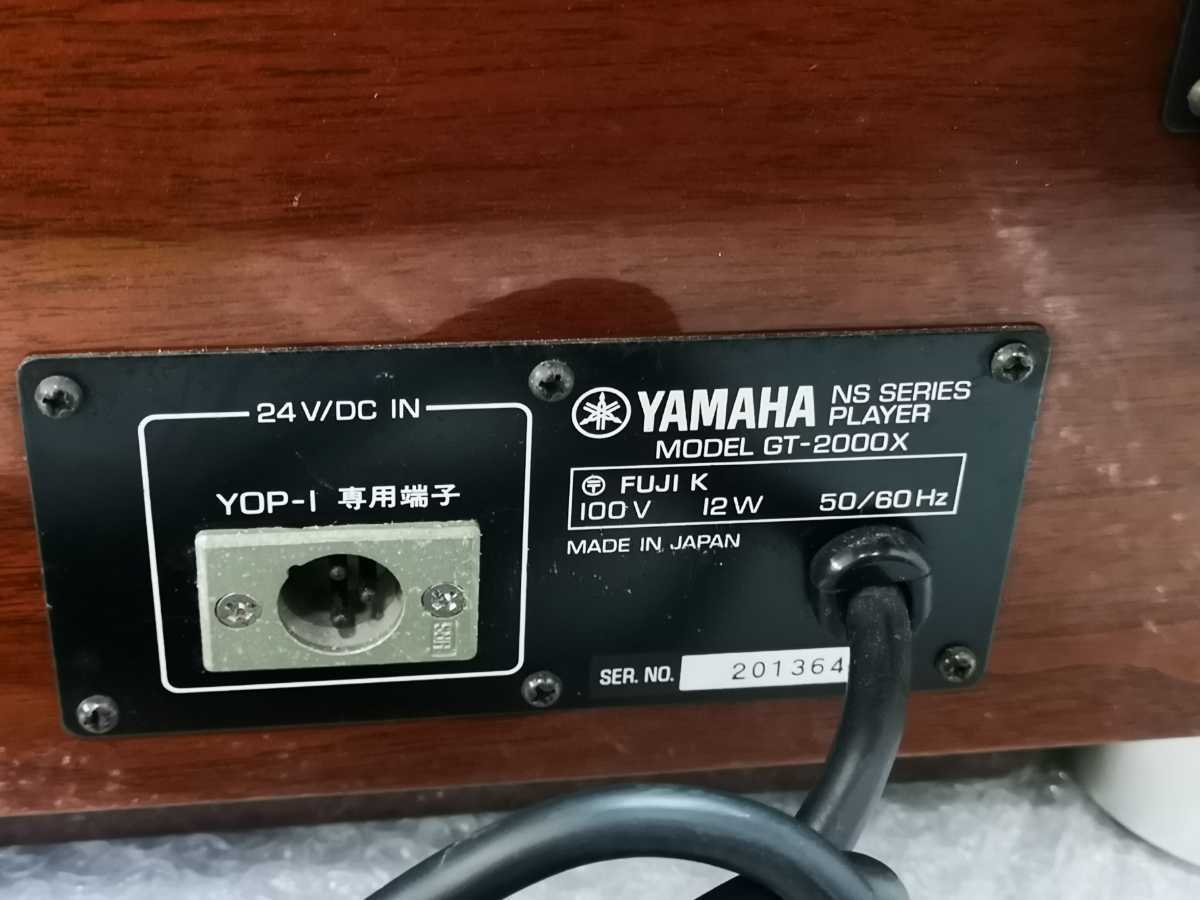 24V/DC IN
YOP-1 専用端子
YAMAHA NS SERIES PLAYER
MODEL GT-2000X
〒 FUJI K
100V 12W 50/60Hz
MADE IN JAPAN
SER. NO. 201364